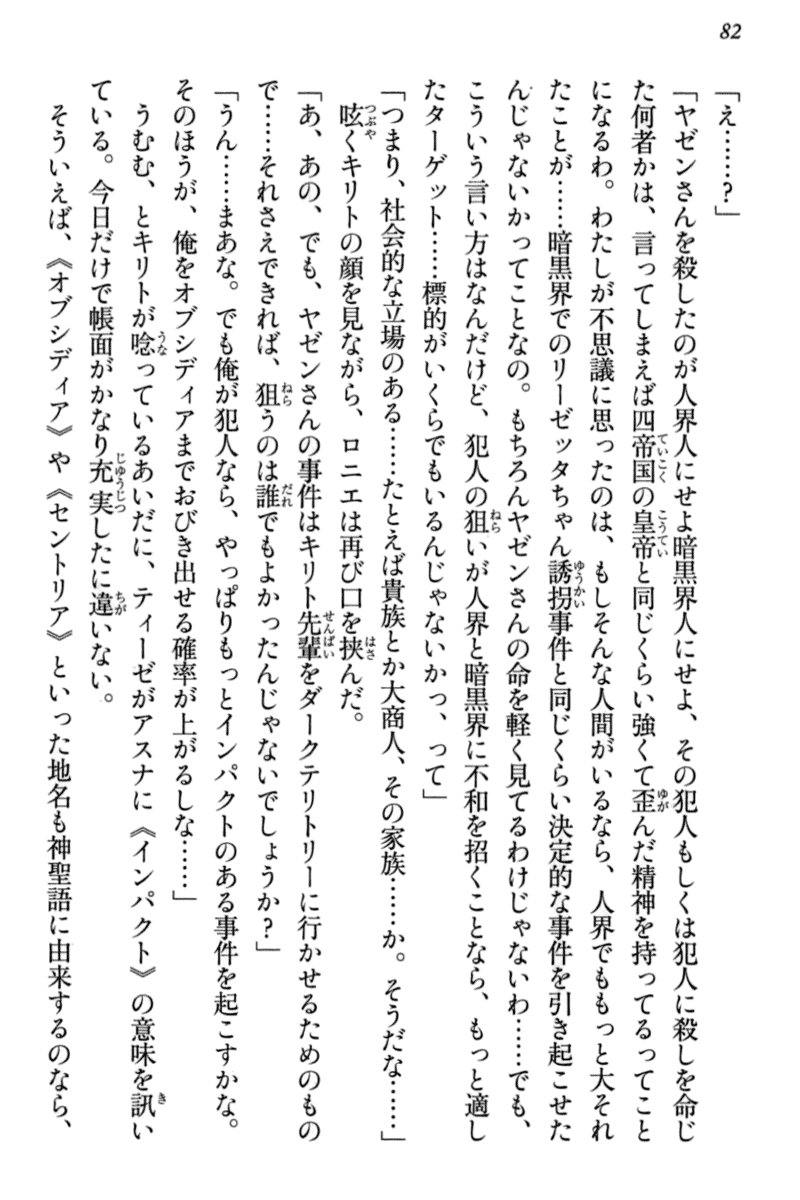 82
「え……？」
「ヤゼンさんを殺したのが人界人にせよ暗黒界人にせよ、その犯人もしくは犯人に殺しを命じ
た何者かは、言ってしまえば四帝国の皇帝と同じくらい強くて歪んだ精神を持ってるってこと
になるわ。わたしが不思議に思ったのは、もしそんな人間がいるなら、人界でももっと大それ
たことが……暗黒界でのリーゼッタちゃん誘拐事件と同じくらい決定的な事件を引き起こせた
んじゃないかってことなの。もちろんヤゼンさんの命を軽く見てるわけじゃないわ……でも、
こういう言い方はなんだけど、犯人の狙いが人界と暗黒界に不和を招くことなら、もっと適し
たターゲット……標的がいくらでもいるんじゃないかっ、って」
「つまり、社会的な立場のある……たとえば貴族とか大商人、その家族……か。そうだな……」
呟くキリトの顔を見ながら、ロニエは再び口を挟んだ。
「あ、あの、でも、ヤゼンさんの事件はキリト先輩をダークテリトリーに行かせるためのもの
で……それさえできれば、狙うのは誰でもよかったんじゃないでしょうか？」
「うん……まあな。でも俺が犯人なら、やっぱりもっとインパクトのある事件を起こすかな。
そのほうが、俺をオブシディアまでおびき出せる確率が上がるしな……」
うむむ、とキリトが唸っているあいだに、ティーゼがアスナに《インパクト》の意味を訊い
ている。今日だけで帳面がかなり充実したに違いない。
そういえば、《オブシディア》や《セントリア》といった地名も神聖語に由来するのなら、